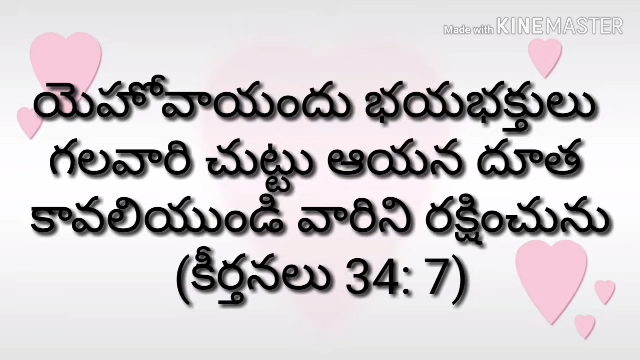 Made with KINEMASTER
యెహోవాయందు భయభక్తులు
గలవారి చుట్టు ఆయన దూత
కావలియుండి వారిని రక్షించును
(కీర్తనలు 34: 7)